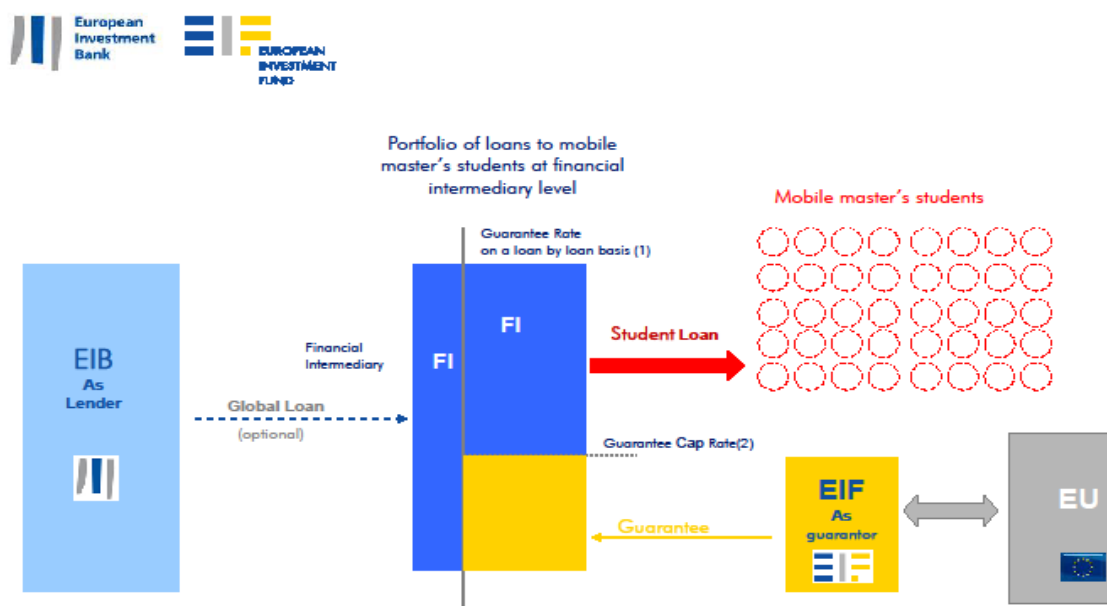 European
Investment
Bank
EIF
EUROPEAN
INVESTMENT
FUND
Portfolio of loans to mobile
master's students at financial
intermediary level
Mobile master's students
Guarantee Rate
on a loan by loan basis (1)
FI
FI
Student Loan
Financial
Intermediary
EIB
As
Lender
Global Loan
(optional)
Guarantee Cap Rate(2)
Guarantee
EIF
As
guarantor
EIF
EU